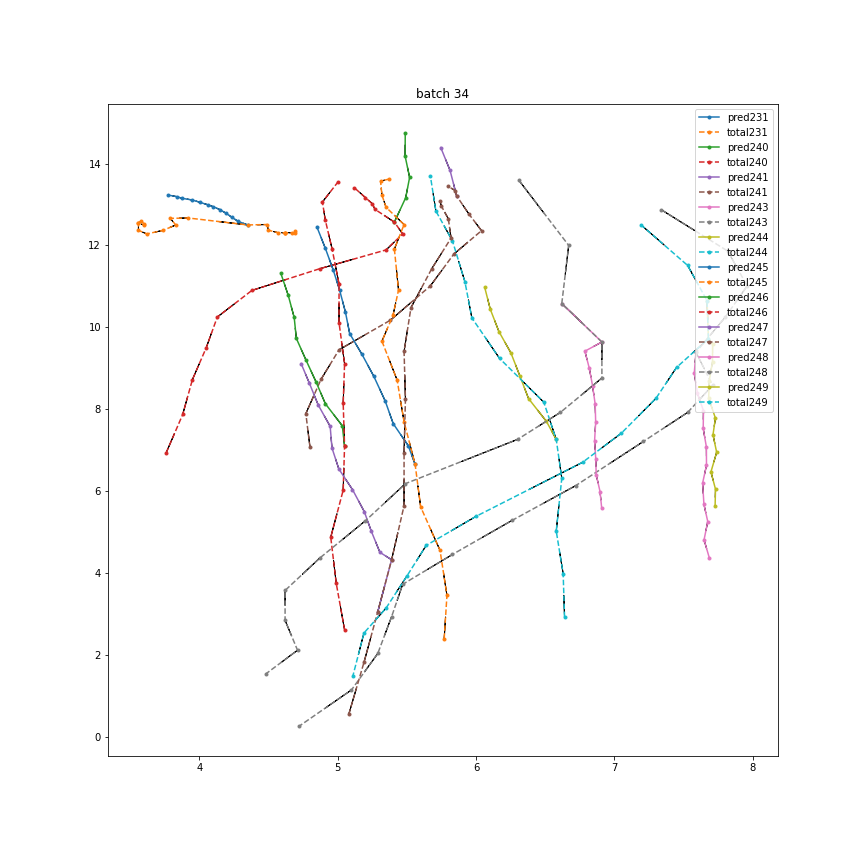 batch 34
pred231
total231
pred240
total240
pred241
total241
pred243
total243
pred244
total244
pred245
total245
pred246
total246
pred247
total247
pred248
total248
pred249
total249
14
12
10
8
6
4
2
0
4 5 6 7 8